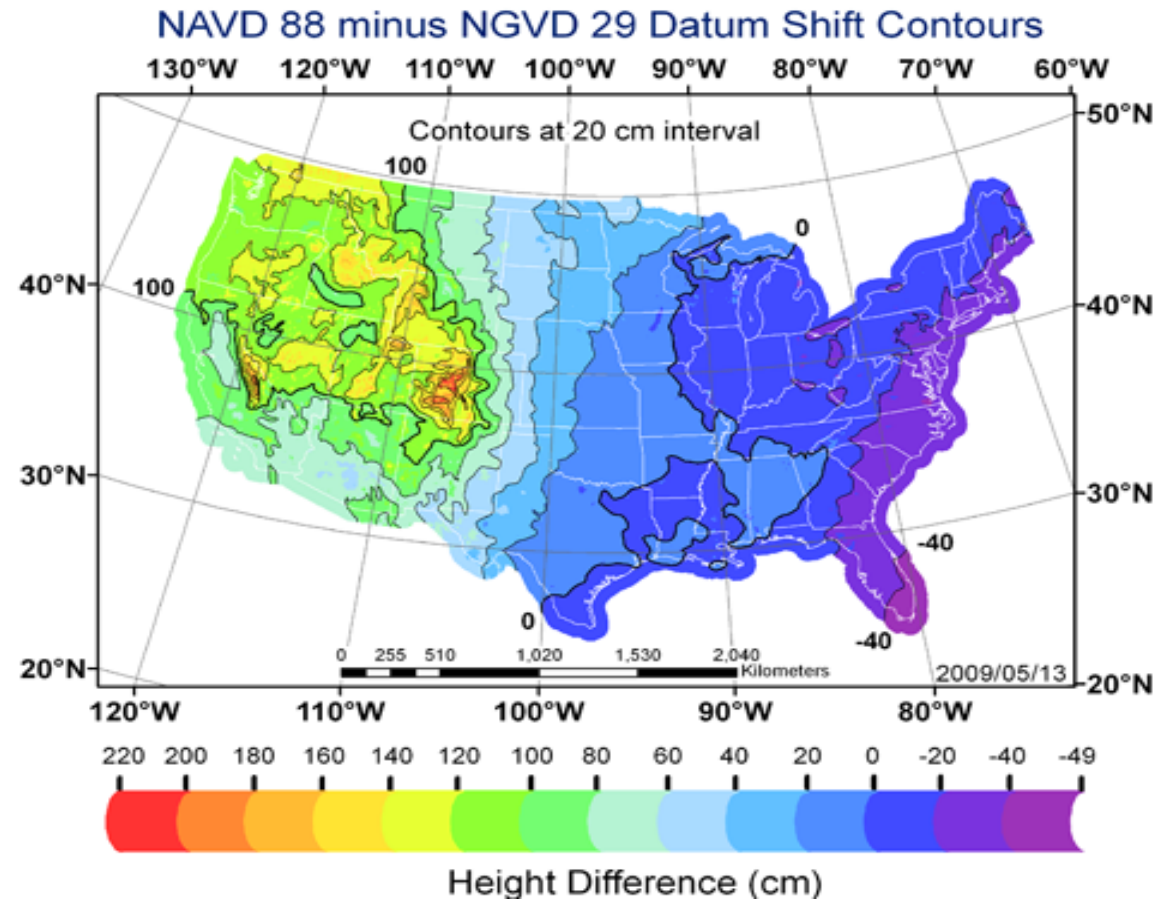 NAVD 88 minus NGVD 29 Datum Shift Contours
130°W 120°W 110°W 100°W 90°W 80°W 70°W 60°W
50°N
Contours at 20 cm interval
100
0
40°N
100
40°N
30°N
30°N
-40
0
-40
0 255 510 1,020 1,530 2,040
Kilometers
20°N
2009/05/13
20°N
120°W 110°W 100°W 90°W 80°W
220 200 180 160 140 120 100 80 60 40 20 0 -20 -40 -49
Height Difference (cm)